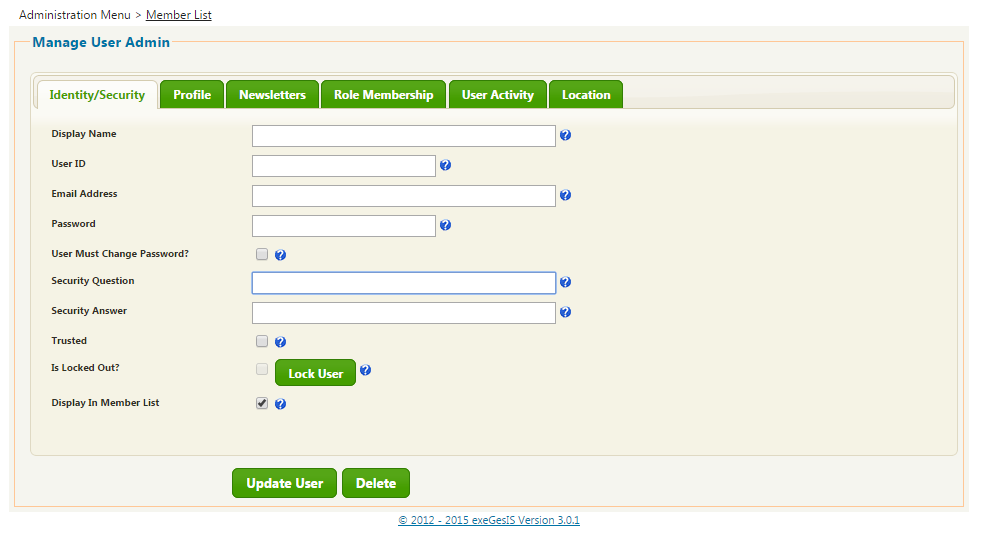 Administration Menu > Member List
Manage User Admin
Identity/Security Profile Newsletters Role Membership User Activity Location
Display Name ?
User ID ?
Email Address ?
Password ?
User Must Change Password? ?
Security Question ?
Security Answer ?
Trusted ?
Is Locked Out? Lock User ?
Display In Member List ?
Update User Delete
© 2012 - 2015 exeGesIS Version 3.0.1